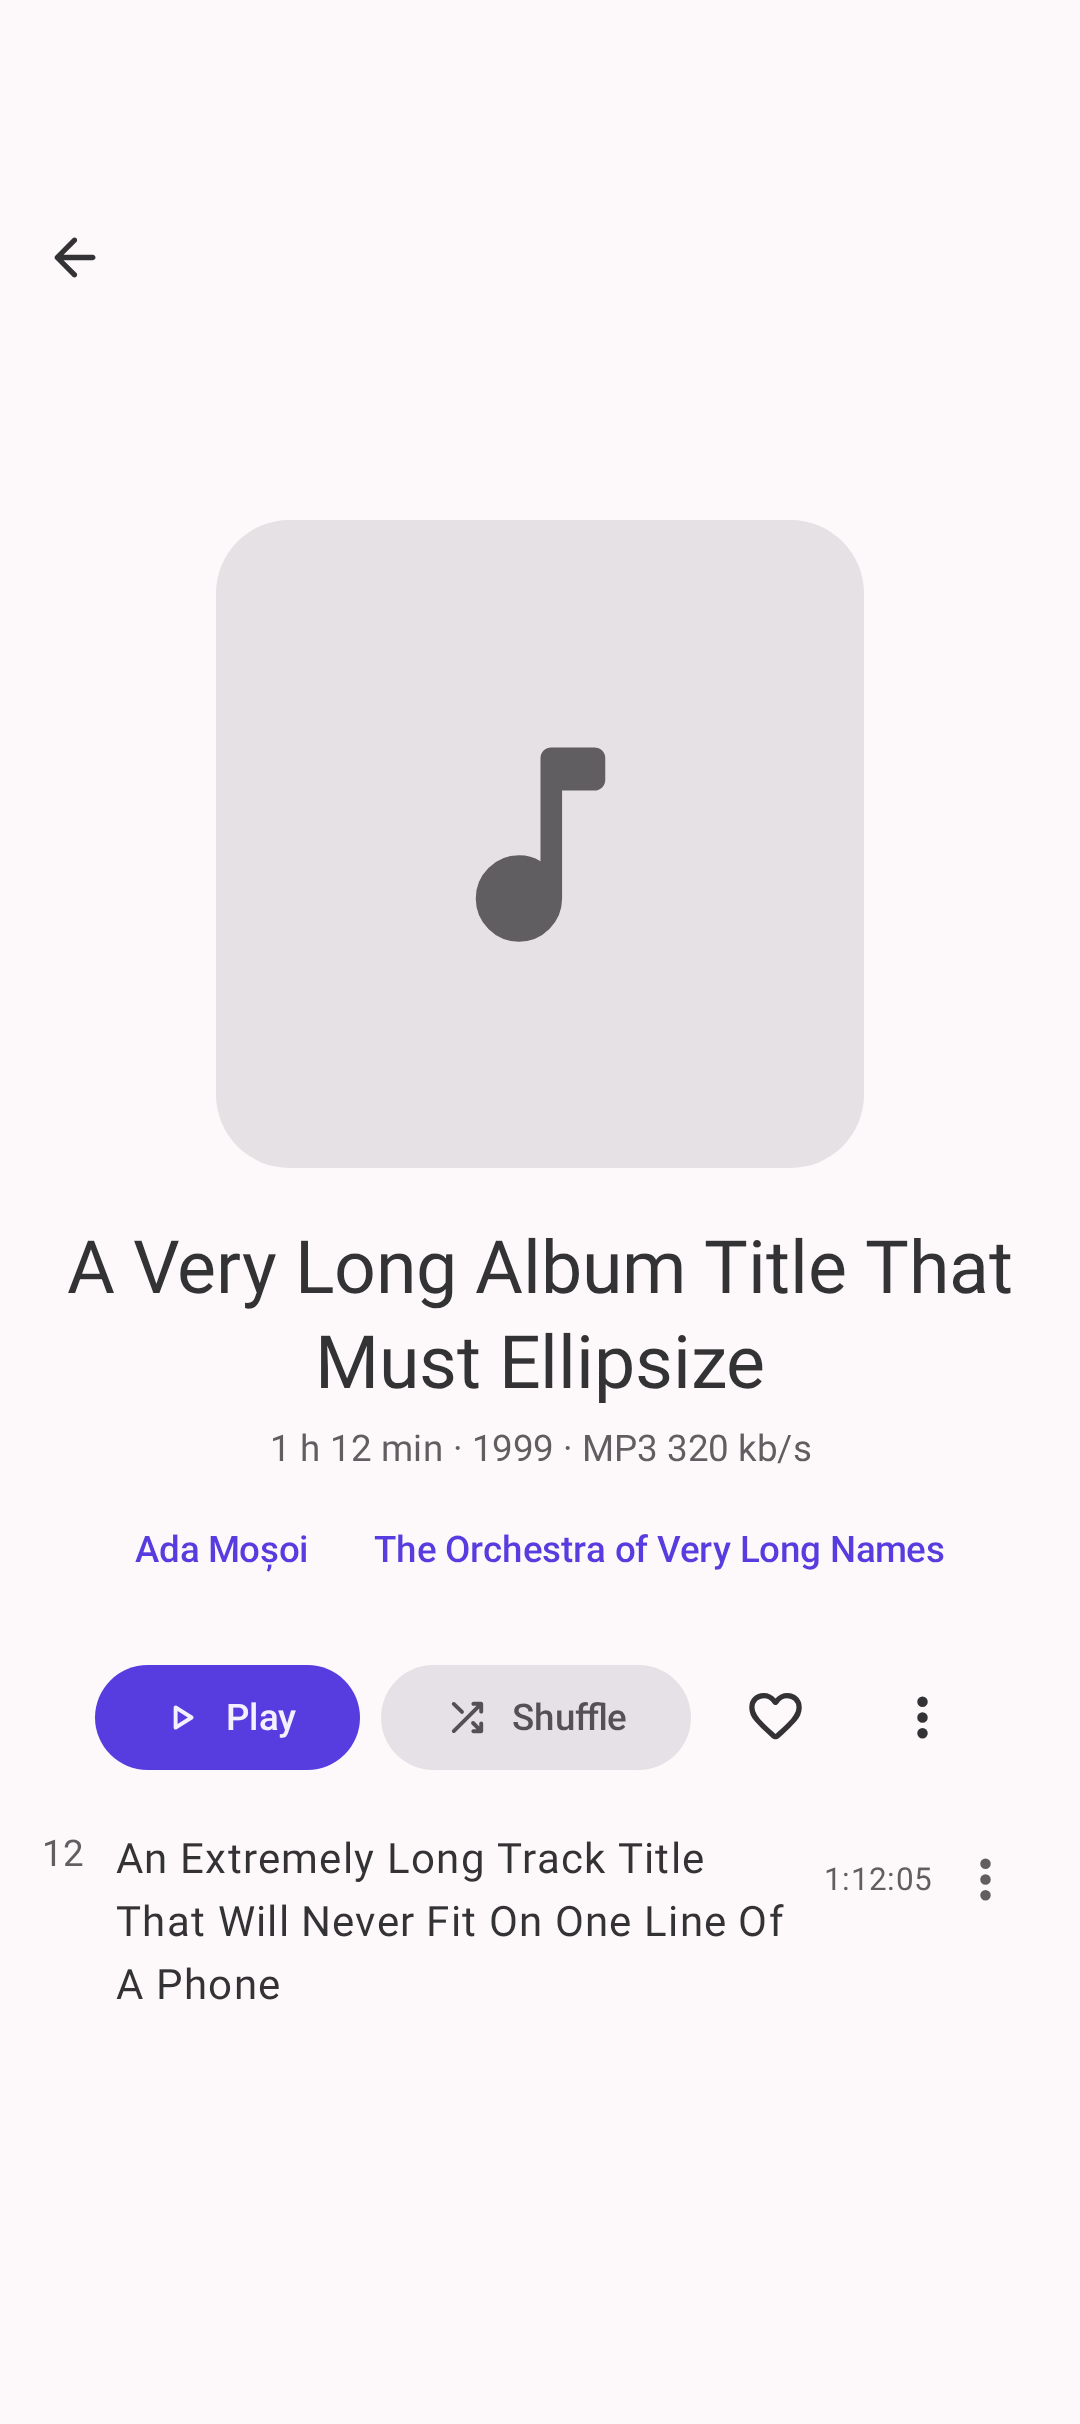 A Very Long Album Title That
Must Ellipsize
1 h 12 min · 1999 · MP3 320 kb/s
Ada Moșoi The Orchestra of Very Long Names
Play Shuffle
12 An Extremely Long Track Title 1:12:05
That Will Never Fit On One Line Of
A Phone